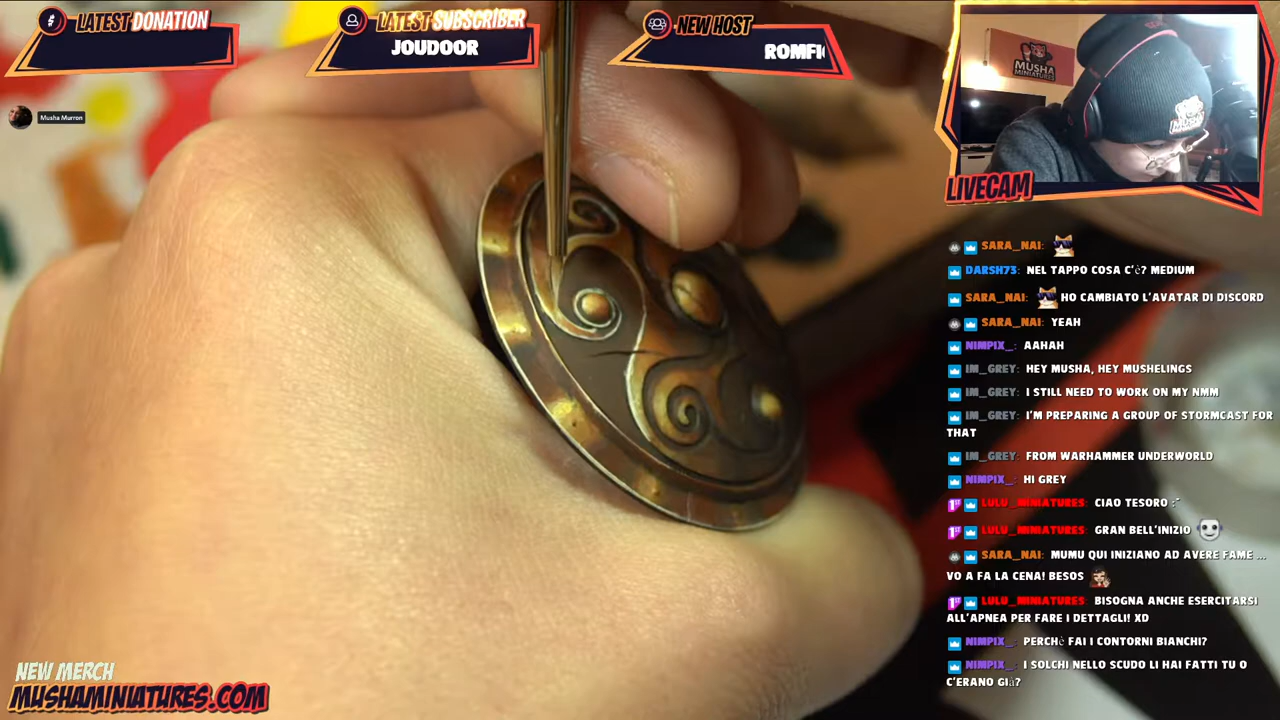 LATEST DONATION
LATEST SUBSCRIBER
JOUDOOR
NEW HOST
Musha Murron
MUSHA
MINIATURES
LIVECAM
SARA_NAI:
DARSH73: NEL TAPPO COSA C'è? MEDIUM
SARA_NAI: HO CAMBIATO L'AVATAR DI DISCORD
SARA_NAI: YEAH
NIMPIX_: AAHAH
IM_GREY: HEY MUSHA, HEY MUSHELINGS
IM_GREY: I STILL NEED TO WORK ON MY NMM
IM_GREY: I'M PREPARING A GROUP OF STORMCAST FOR
THAT
IM_GREY: FROM WARHAMMER UNDERWORLD
NIMPIX_: HI GREY
LULU_MINIATURES: CIAO TESORO :*
LULU_MINIATURES: GRAN BELL'INIZIO
SARA_NAI: MUMU QUI INIZIANO AD AVERE FAME ...
VO A FA LA CENA! BESOS
LULU_MINIATURES: BISOGNA ANCHE ESERCITARSI
ALL'APNEA PER FARE I DETTAGLI! XD
NIMPIX_: PERCHè FAI I CONTORNI BIANCHI?
NIMPIX_: I SOLCHI NELLO SCUDO LI HAI FATTI TU O
C'ERANO GIà?
NEW MERCH
MUSHAMINIATURES.COM